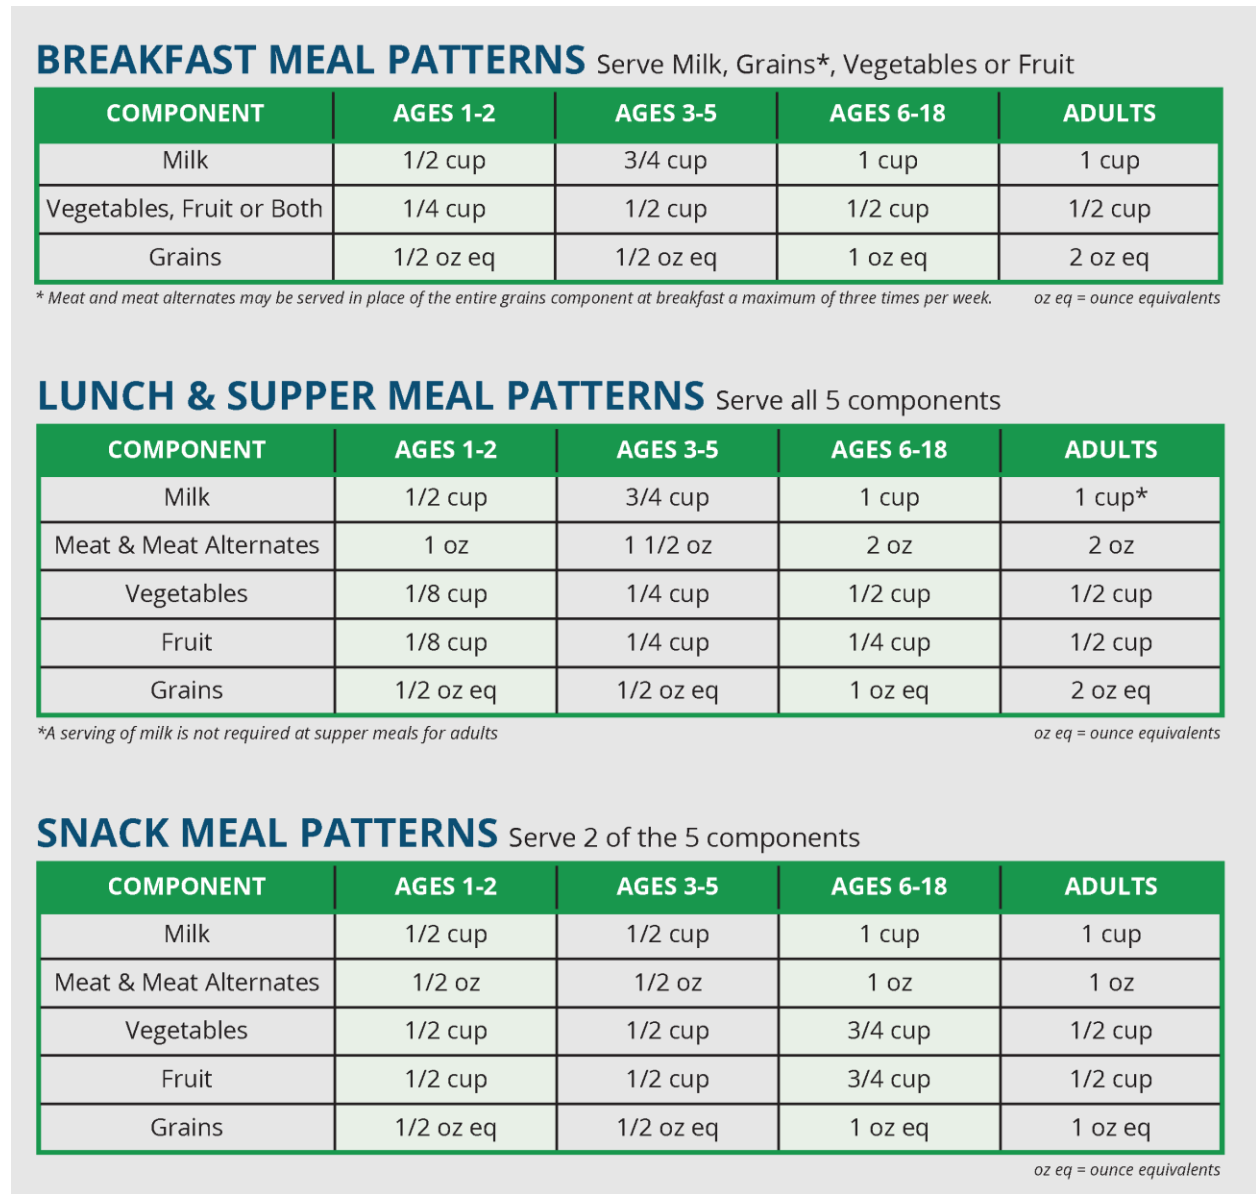 BREAKFAST MEAL PATTERNS Serve Milk, Grains*, Vegetables or Fruit
COMPONENT AGES 1-2 AGES 3-5 AGES 6-18 ADULTS
Milk 1/2 cup 3/4 cup 1 cup 1 cup
Vegetables, Fruit or Both 1/4 cup 1/2 cup 1/2 cup 1/2 cup
Grains 1/2 oz eq 1/2 oz eq 1 oz eq 2 oz eq
* Meat and meat alternates may be served in place of the entire grains component at breakfast a maximum of three times per week. oz eq = ounce equivalents
LUNCH & SUPPER MEAL PATTERNS Serve all 5 components
COMPONENT AGES 1-2 AGES 3-5 AGES 6-18 ADULTS
Milk 1/2 cup 3/4 cup 1 cup 1 cup*
Meat & Meat Alternates 1 oz 1 1/2 oz 2 oz 2 oz
Vegetables 1/8 cup 1/4 cup 1/2 cup 1/2 cup
Fruit 1/8 cup 1/4 cup 1/4 cup 1/2 cup
Grains 1/2 oz eq 1/2 oz eq 1 oz eq 2 oz eq
*A serving of milk is not required at supper meals for adults oz eq = ounce equivalents
SNACK MEAL PATTERNS Serve 2 of the 5 components
COMPONENT AGES 1-2 AGES 3-5 AGES 6-18 ADULTS
Milk 1/2 cup 1/2 cup 1 cup 1 cup
Meat & Meat Alternates 1/2 oz 1/2 oz 1 oz 1 oz
Vegetables 1/2 cup 1/2 cup 3/4 cup 1/2 cup
Fruit 1/2 cup 1/2 cup 3/4 cup 1/2 cup
Grains 1/2 oz eq 1/2 oz eq 1 oz eq 1 oz eq
oz eq = ounce equivalents